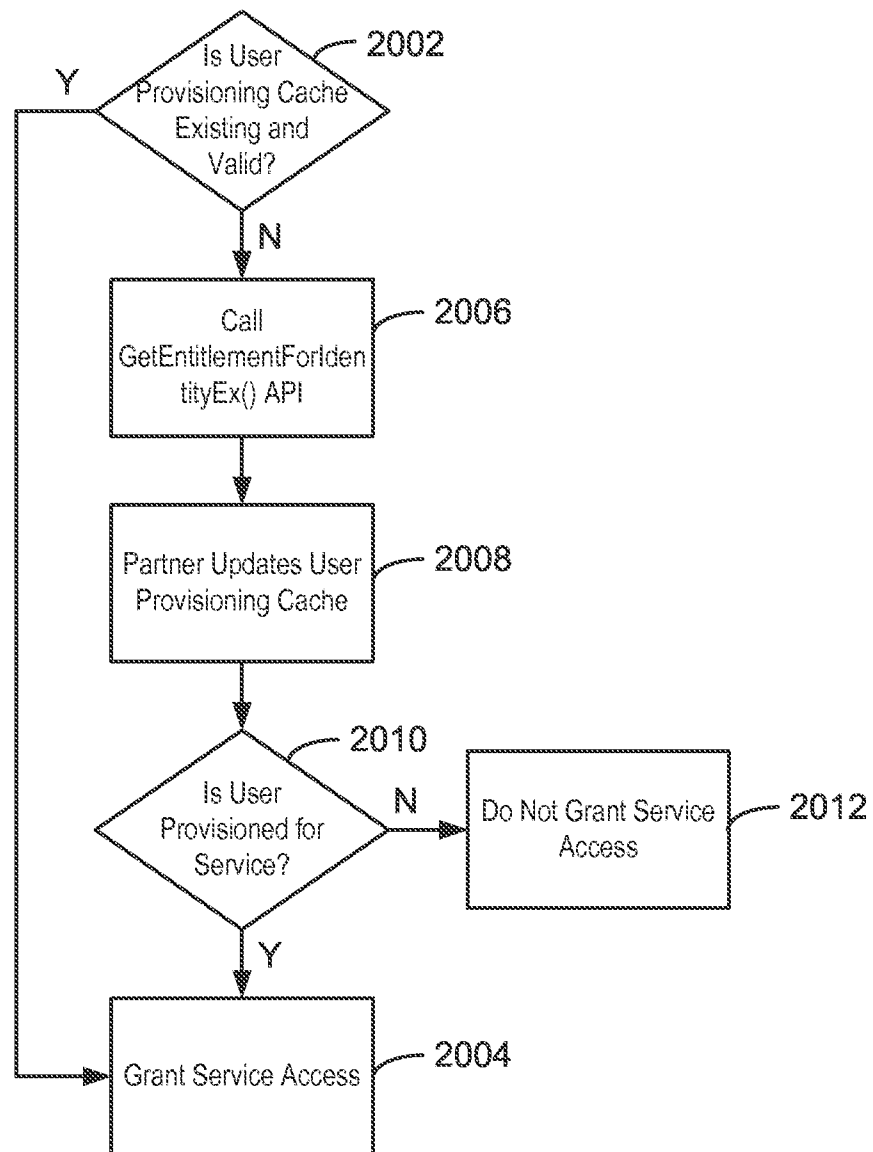 2002
Is User
Provisioning Cache
Existing and
Valid?
Y
N
2006
Call
GetEntitlementForIden
tityEx() API
2008
Partner Updates User
Provisioning Cache
2010
Is User
Provisioned for
Service?
N
Do Not Grant Service
Access
2012
Y
2004
Grant Service Access